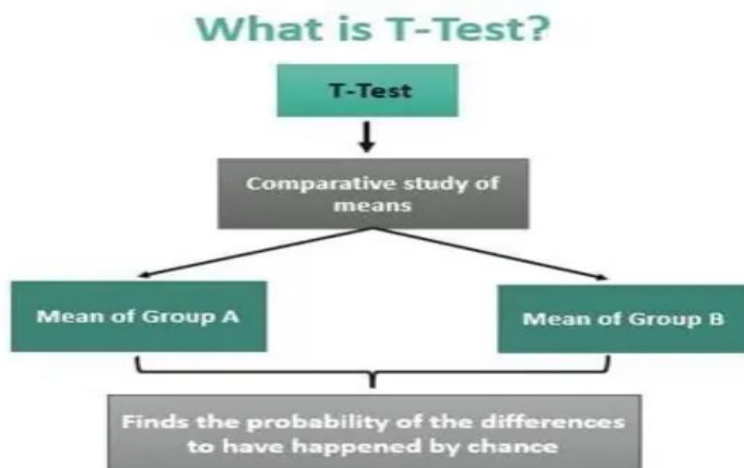 What is T-Test?
T-Test
Comparative study of
means
Mean of Group A
Mean of Group B
Finds the probability of the differences
to have happened by chance